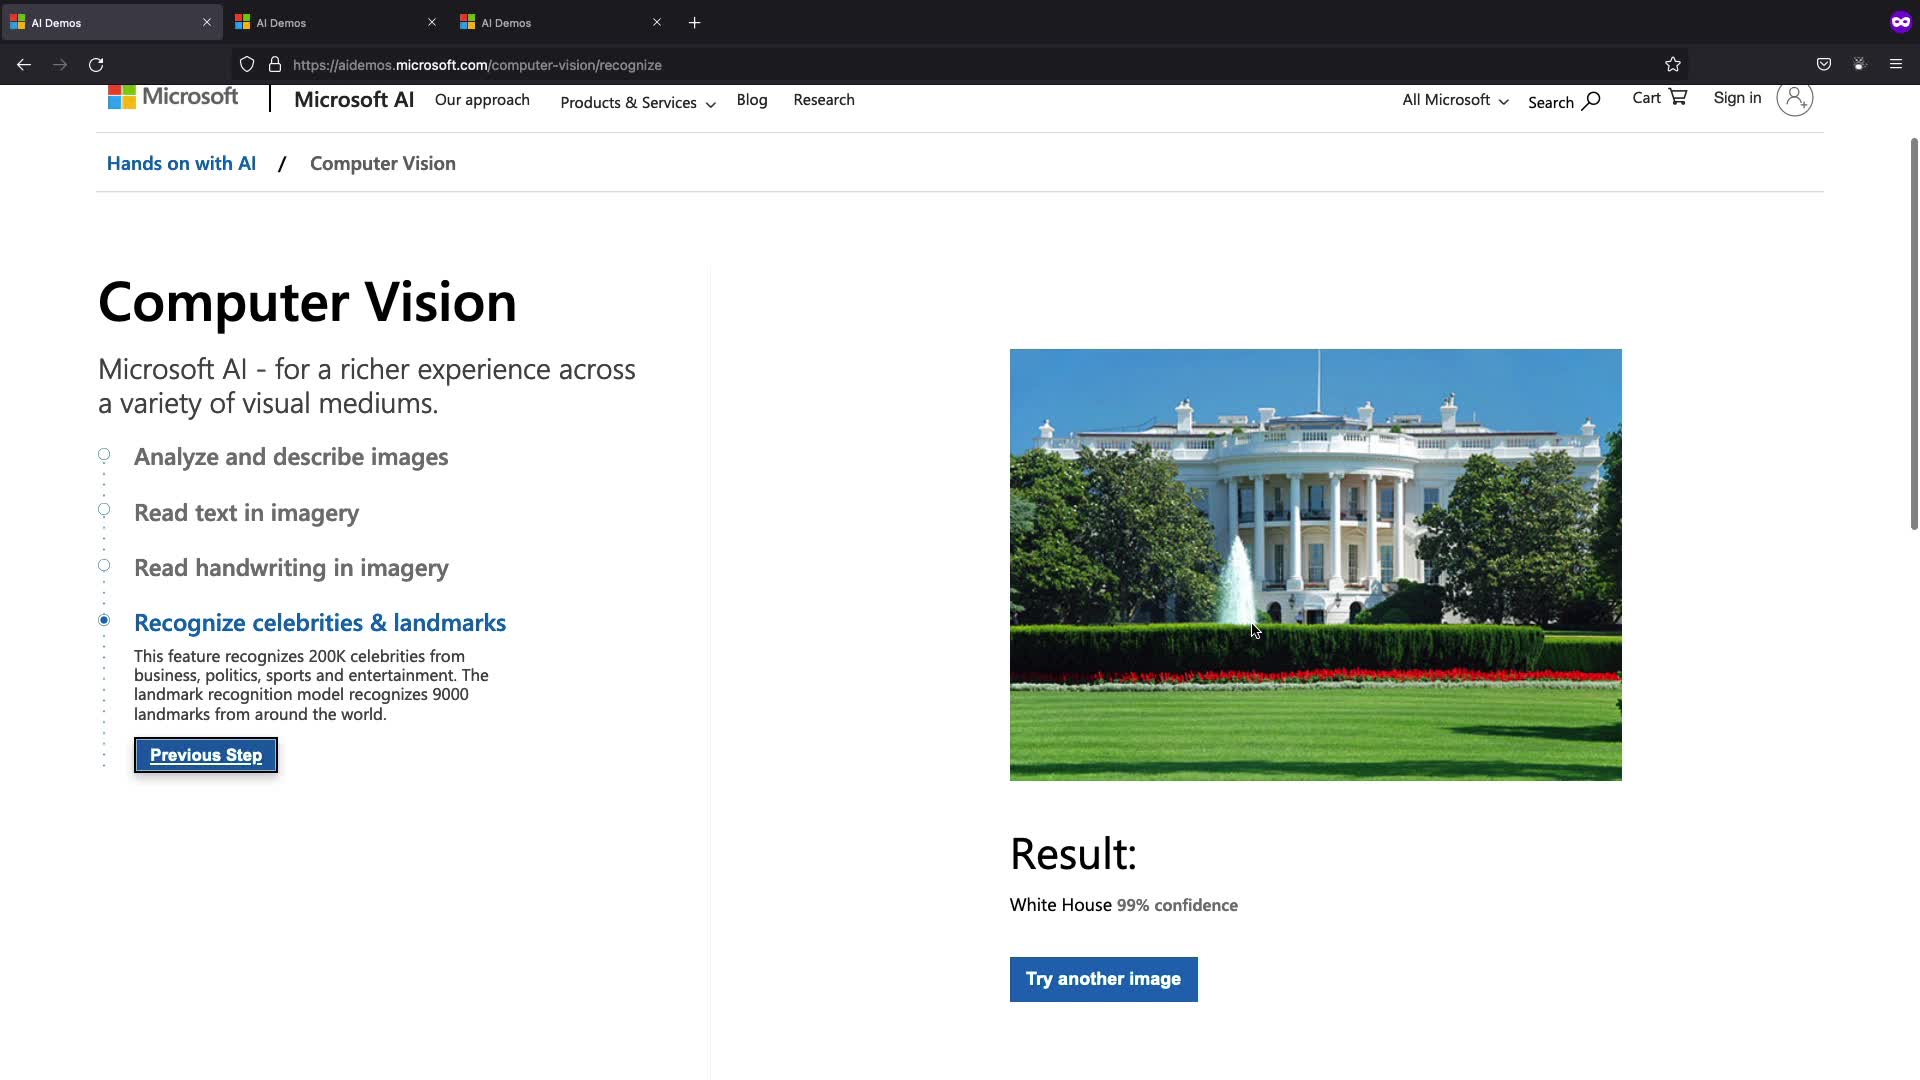 AI Demos
AI Demos
AI Demos
https://aidemos.microsoft.com/computer-vision/recognize
Microsoft
Microsoft AI
Our approach
Products & Services
Blog
Research
All Microsoft
Search
Cart
Sign in
Hands on with AI / Computer Vision
Computer Vision
Microsoft AI - for a richer experience across
a variety of visual mediums.
Analyze and describe images
Read text in imagery
Read handwriting in imagery
Recognize celebrities & landmarks
This feature recognizes 200K celebrities from
business, politics, sports and entertainment. The
landmark recognition model recognizes 9000
landmarks from around the world.
Previous Step
Result:
White House 99% confidence
Try another image